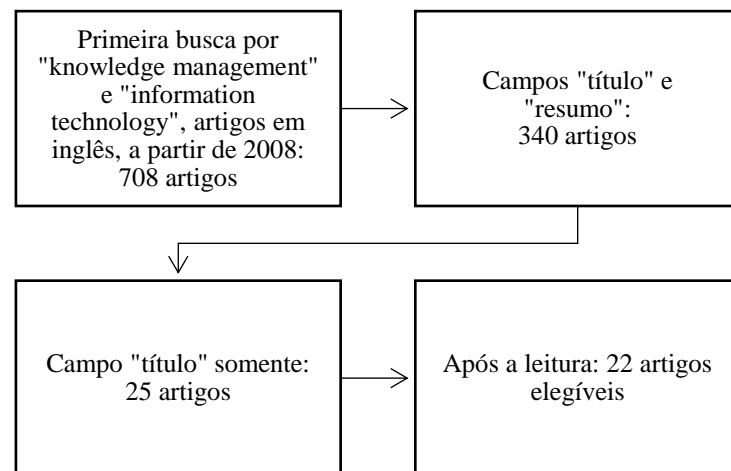 Primeira busca por
"knowledge management"
e "information
technology", artigos em
inglês, a partir de 2008:
708 artigos
Campos "título" e
"resumo":
340 artigos
Campo "título" somente:
25 artigos
Após a leitura: 22 artigos
elegíveis